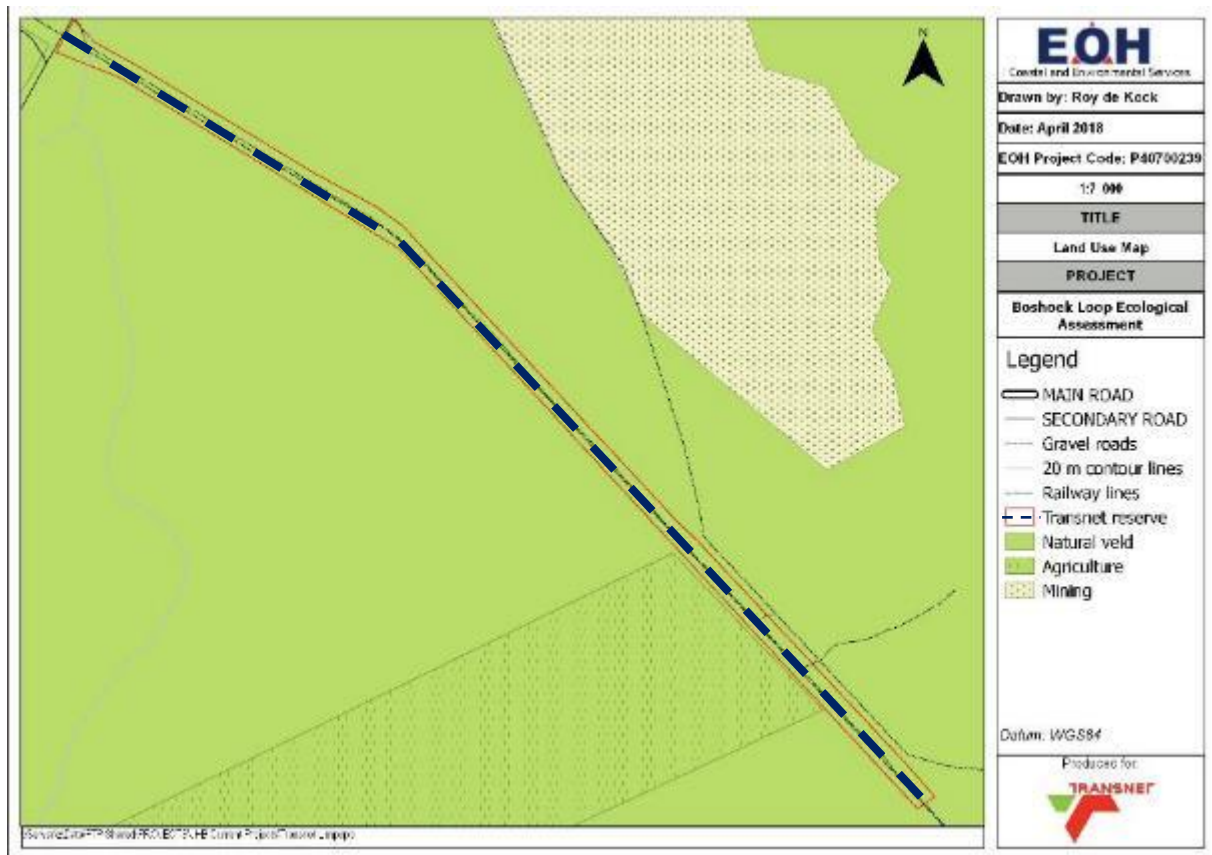 N
EOH
Coastal and Environmental Services
Drawn by: Roy de Kock
Date: April 2018
EOH Project Code: P40700239
1:7 000
TITLE
Land Use Map
PROJECT
Boshoek Loop Ecological
Assessment
Legend
MAIN ROAD
SECONDARY ROAD
Gravel roads
20 m contour lines
Railway lines
Transnet reserve
Natural veld
Agriculture
Mining
Datum: WGS84
Produced for:
TRANSNET